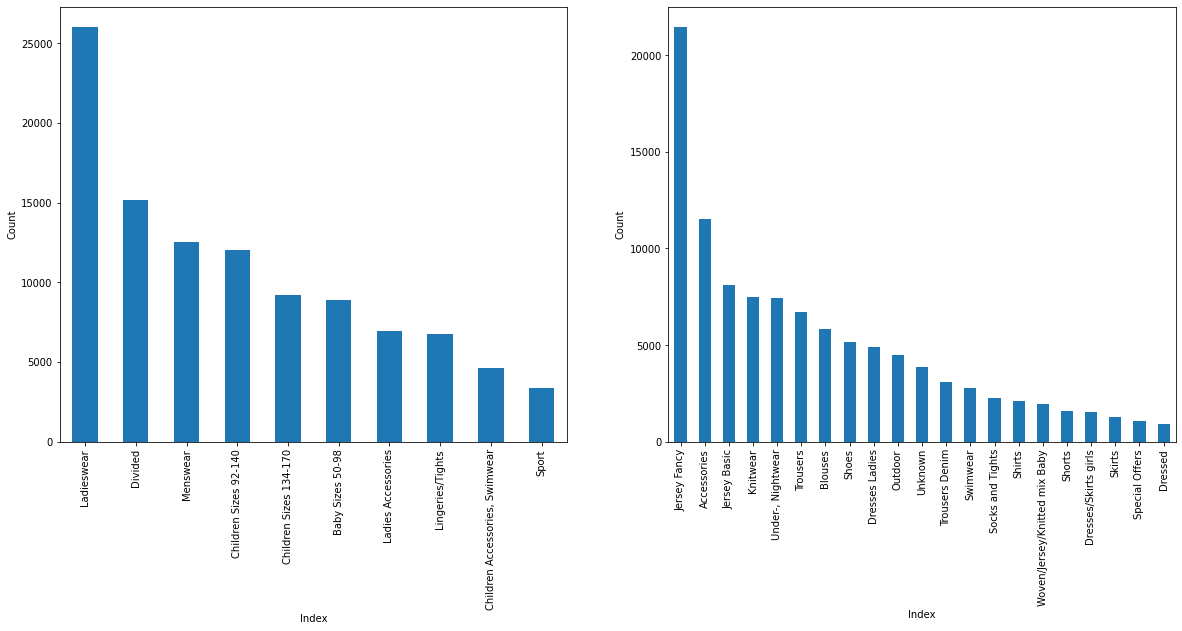 25000
20000
15000
10000
5000
0
Count
Ladieswear
Divided
Menswear
Children Sizes 92-140
Children Sizes 134-170
Baby Sizes 50-98
Ladies Accessories
Lingeries/Tights
Children Accessories, Swimwear
Sport
Index
20000
15000
10000
5000
0
Count
Jersey Fancy
Accessories
Jersey Basic
Knitwear
Under-, Nightwear
Trousers
Blouses
Shoes
Dresses Ladies
Outdoor
Unknown
Trousers Denim
Swimwear
Socks and Tights
Shirts
Woven/Jersey/Knitted mix Baby
Shorts
Dresses/Skirts girls
Skirts
Special Offers
Dressed
Index